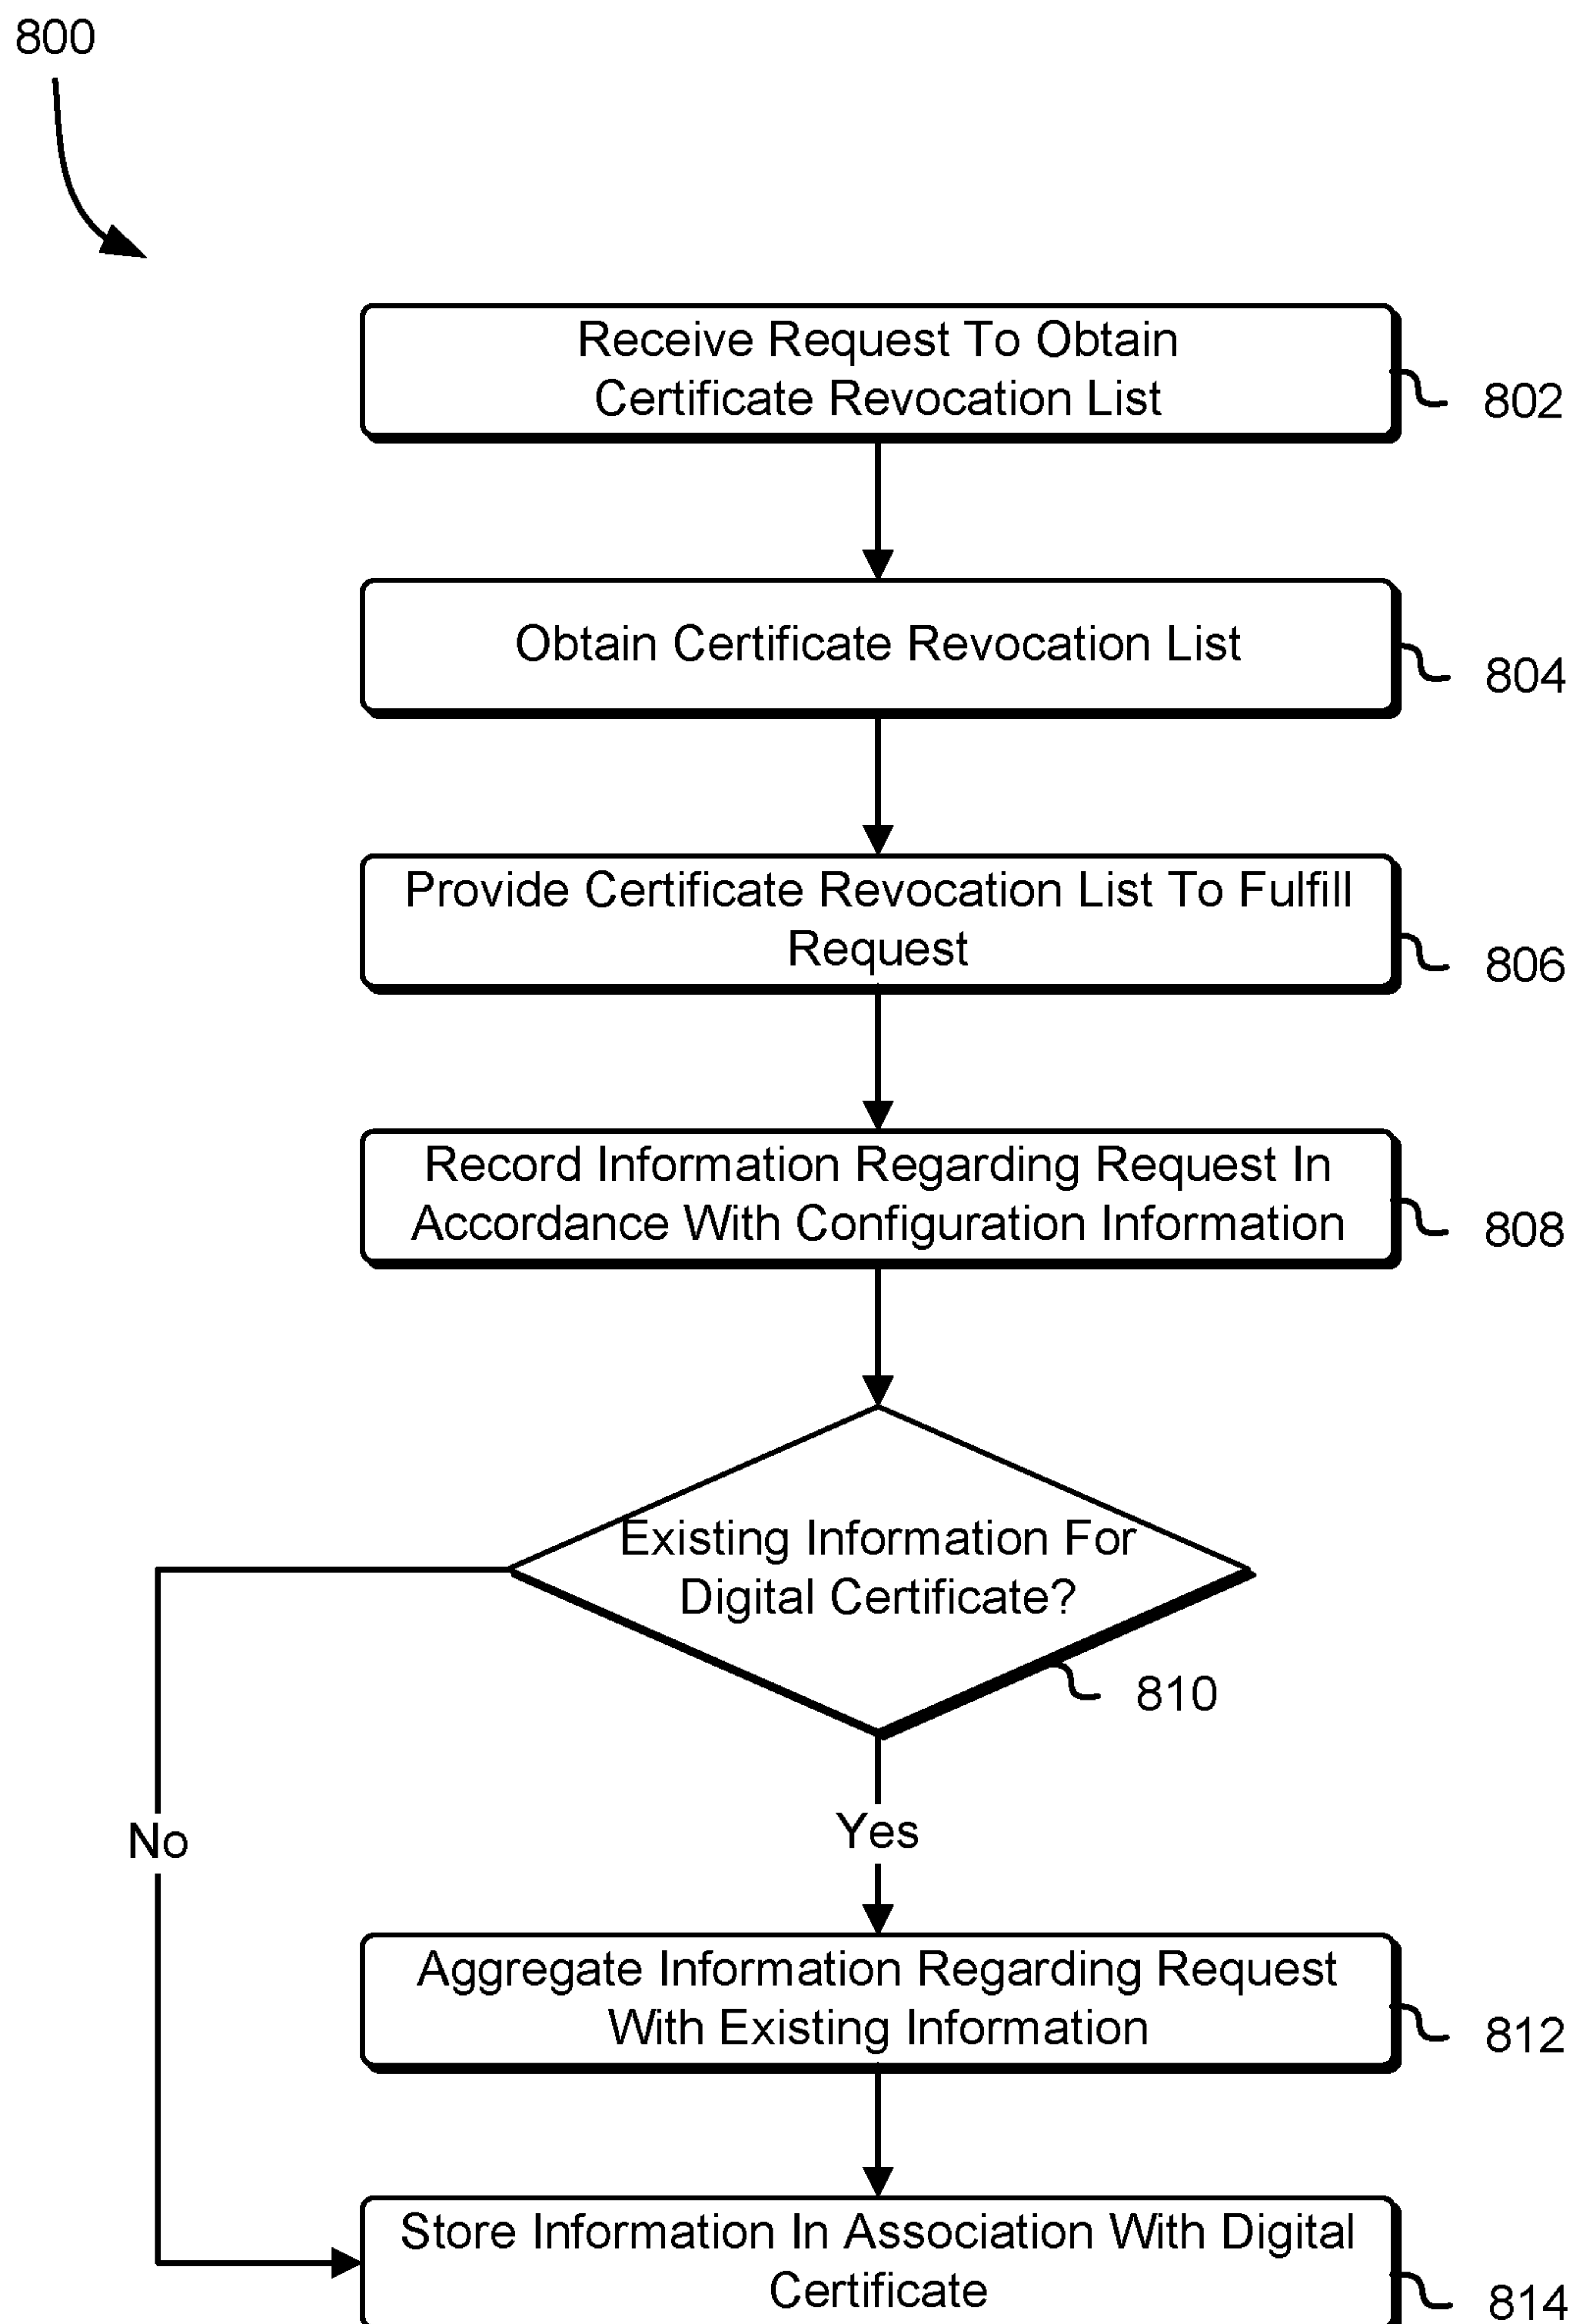 800
Receive Request To Obtain
Certificate Revocation List
802
Obtain Certificate Revocation List
804
Provide Certificate Revocation List To Fulfill
Request
806
Record Information Regarding Request In
Accordance With Configuration Information
808
Existing Information For
Digital Certificate?
810
No
Yes
Aggregate Information Regarding Request
With Existing Information
812
Store Information In Association With Digital
Certificate
814